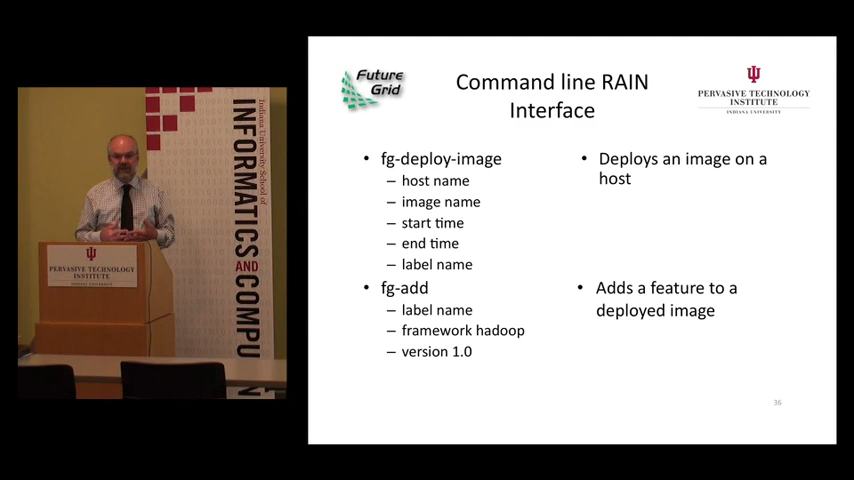 Indiana University School of
INFORMATICS AND COMPU
PERVASIVE TECHNOLOGY
INSTITUTE
INDIANA UNIVERSITY
Future
Grid
Command line RAIN
Interface
PERVASIVE TECHNOLOGY
INSTITUTE
INDIANA UNIVERSITY
• fg-deploy-image
– host name
– image name
– start time
– end time
– label name
• fg-add
– label name
– framework hadoop
– version 1.0
• Deploys an image on a
host
• Adds a feature to a
deployed image
36